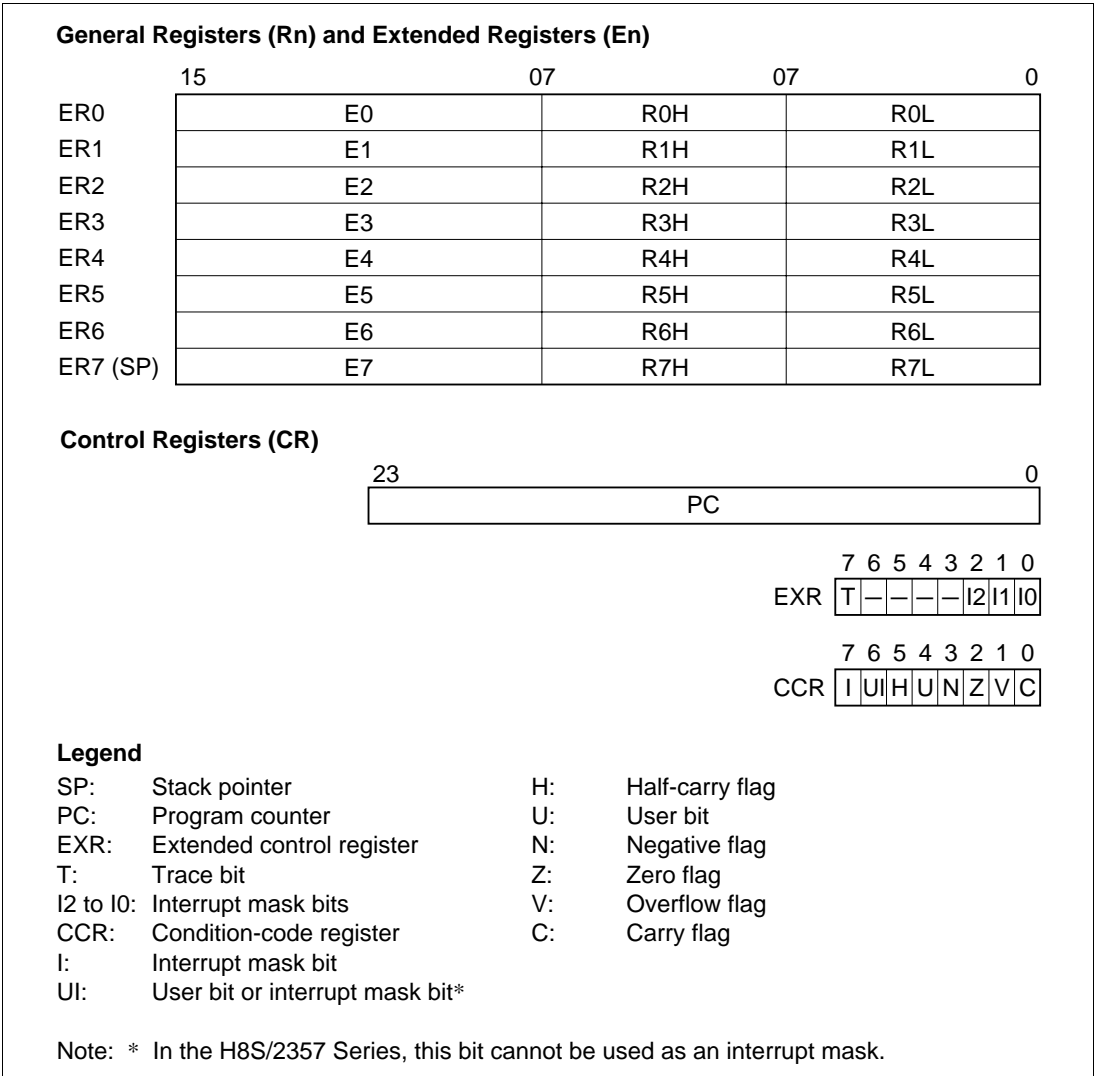 General Registers (Rn) and Extended Registers (En)
15 07 07 0
ER0 E0 R0H R0L
ER1 E1 R1H R1L
ER2 E2 R2H R2L
ER3 E3 R3H R3L
ER4 E4 R4H R4L
ER5 E5 R5H R5L
ER6 E6 R6H R6L
ER7 (SP) E7 R7H R7L
Control Registers (CR)
23 0
PC
7 6 5 4 3 2 1 0
EXR T — — — — I2 I1 I0
7 6 5 4 3 2 1 0
CCR I UI H U N Z V C
Legend
SP: Stack pointer H: Half-carry flag
PC: Program counter U: User bit
EXR: Extended control register N: Negative flag
T: Trace bit Z: Zero flag
I2 to I0: Interrupt mask bits V: Overflow flag
CCR: Condition-code register C: Carry flag
I: Interrupt mask bit
UI: User bit or interrupt mask bit*
Note: * In the H8S/2357 Series, this bit cannot be used as an interrupt mask.